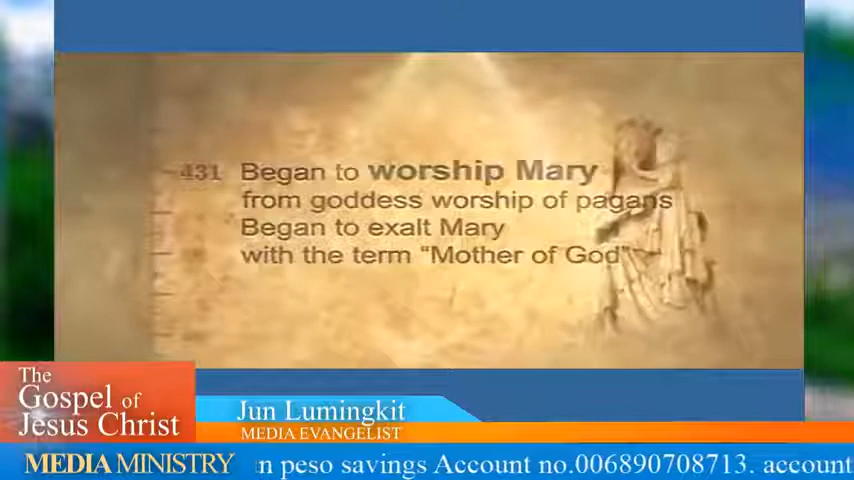 431 Began to worship Mary
from goddess worship of pagans
Began to exalt Mary
with the term "Mother of God"
The
Gospel of
Jesus Christ
Jun Lumingkit
MEDIA EVANGELIST
MEDIA MINISTRY
n peso savings Account no.006890708713. account